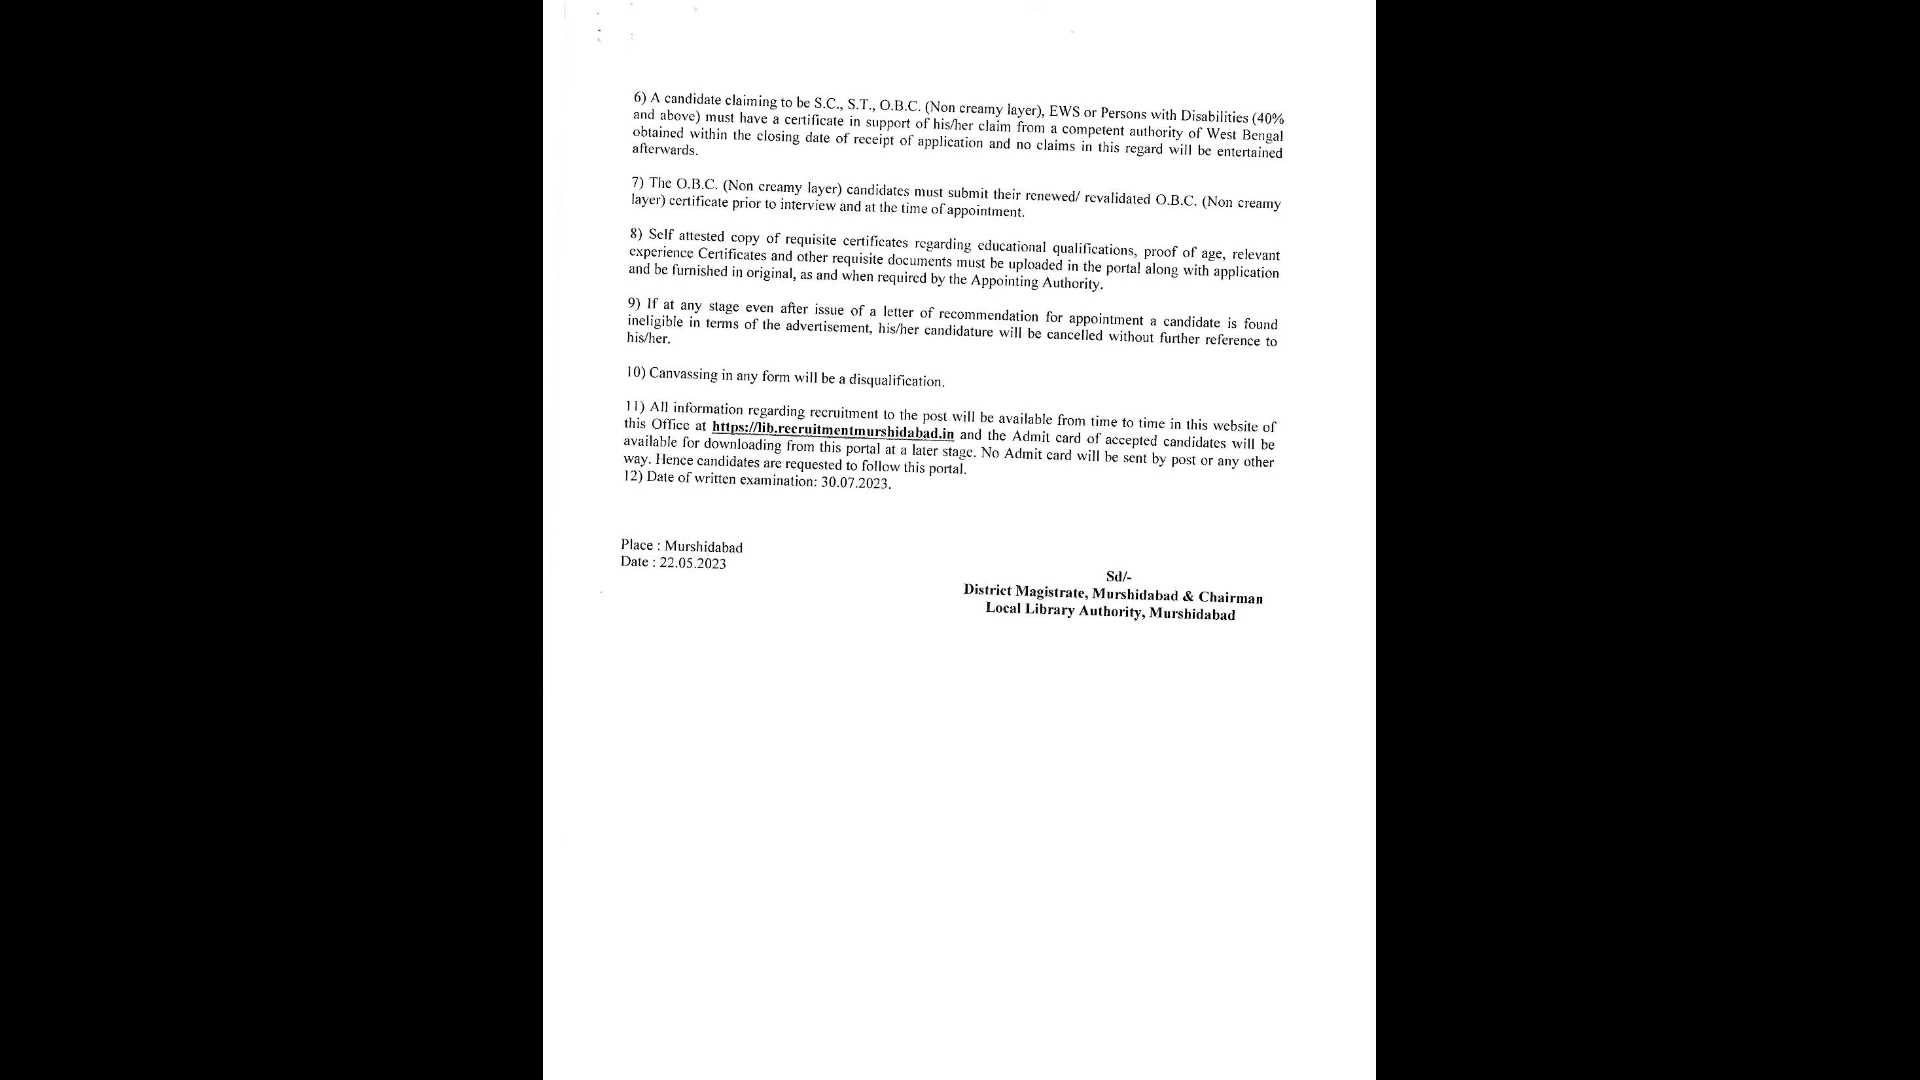 6) A candidate claiming to be S.C., S.T., O.B.C. (Non creamy layer), EWS or Persons with Disabilities (40%
and above) must have a certificate in support of his/her claim from a competent authority of West Bengal
obtained within the closing date of receipt of application and no claims in this regard will be entertained
afterwards.
7) The O.B.C. (Non creamy layer) candidates must submit their renewed/ revalidated O.B.C. (Non creamy
layer) certificate prior to interview and at the time of appointment.
8) Self attested copy of requisite certificates regarding educational qualifications, proof of age, relevant
experience Certificates and other requisite documents must be uploaded in the portal along with application
and be furnished in original, as and when required by the Appointing Authority.
9) If at any stage even after issue of a letter of recommendation for appointment a candidate is found
ineligible in terms of the advertisement, his/her candidature will be cancelled without further reference to
his/her.
10) Canvassing in any form will be a disqualification.
11) All information regarding recruitment to the post will be available from time to time in this website of
this Office at https://lib.recruitmentmurshidabad.in and the Admit card of accepted candidates will be
available for downloading from this portal at a later stage. No Admit card will be sent by post or any other
way. Hence candidates are requested to follow this portal.
12) Date of written examination: 30.07.2023.
Place : Murshidabad
Date : 22.05.2023
Sd/-
District Magistrate, Murshidabad & Chairman
Local Library Authority, Murshidabad